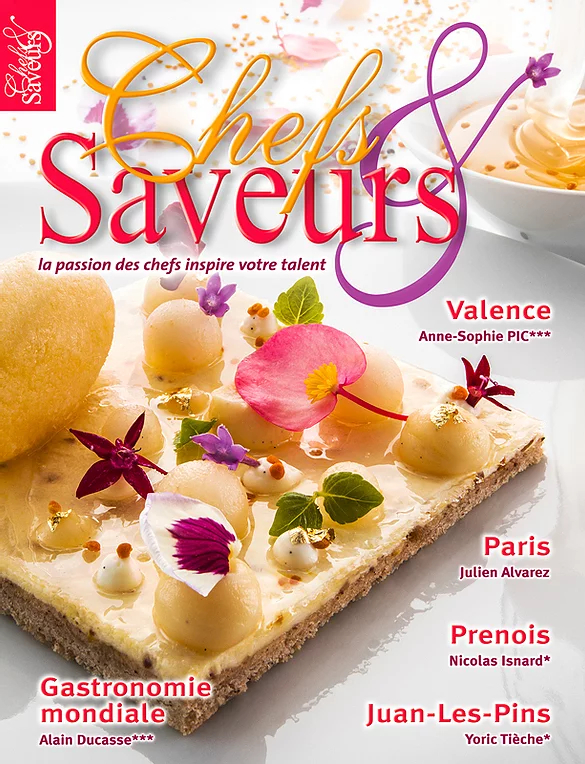 Chefs
Saveurs
Chefs &
Saveurs
la passion des chefs inspire votre talent
Valence
Anne-Sophie PIC***
Paris
Julien Alvarez
Prenois
Nicolas Isnard*
Gastronomie
mondiale
Alain Ducasse***
Juan-Les-Pins
Yoric Tièche*